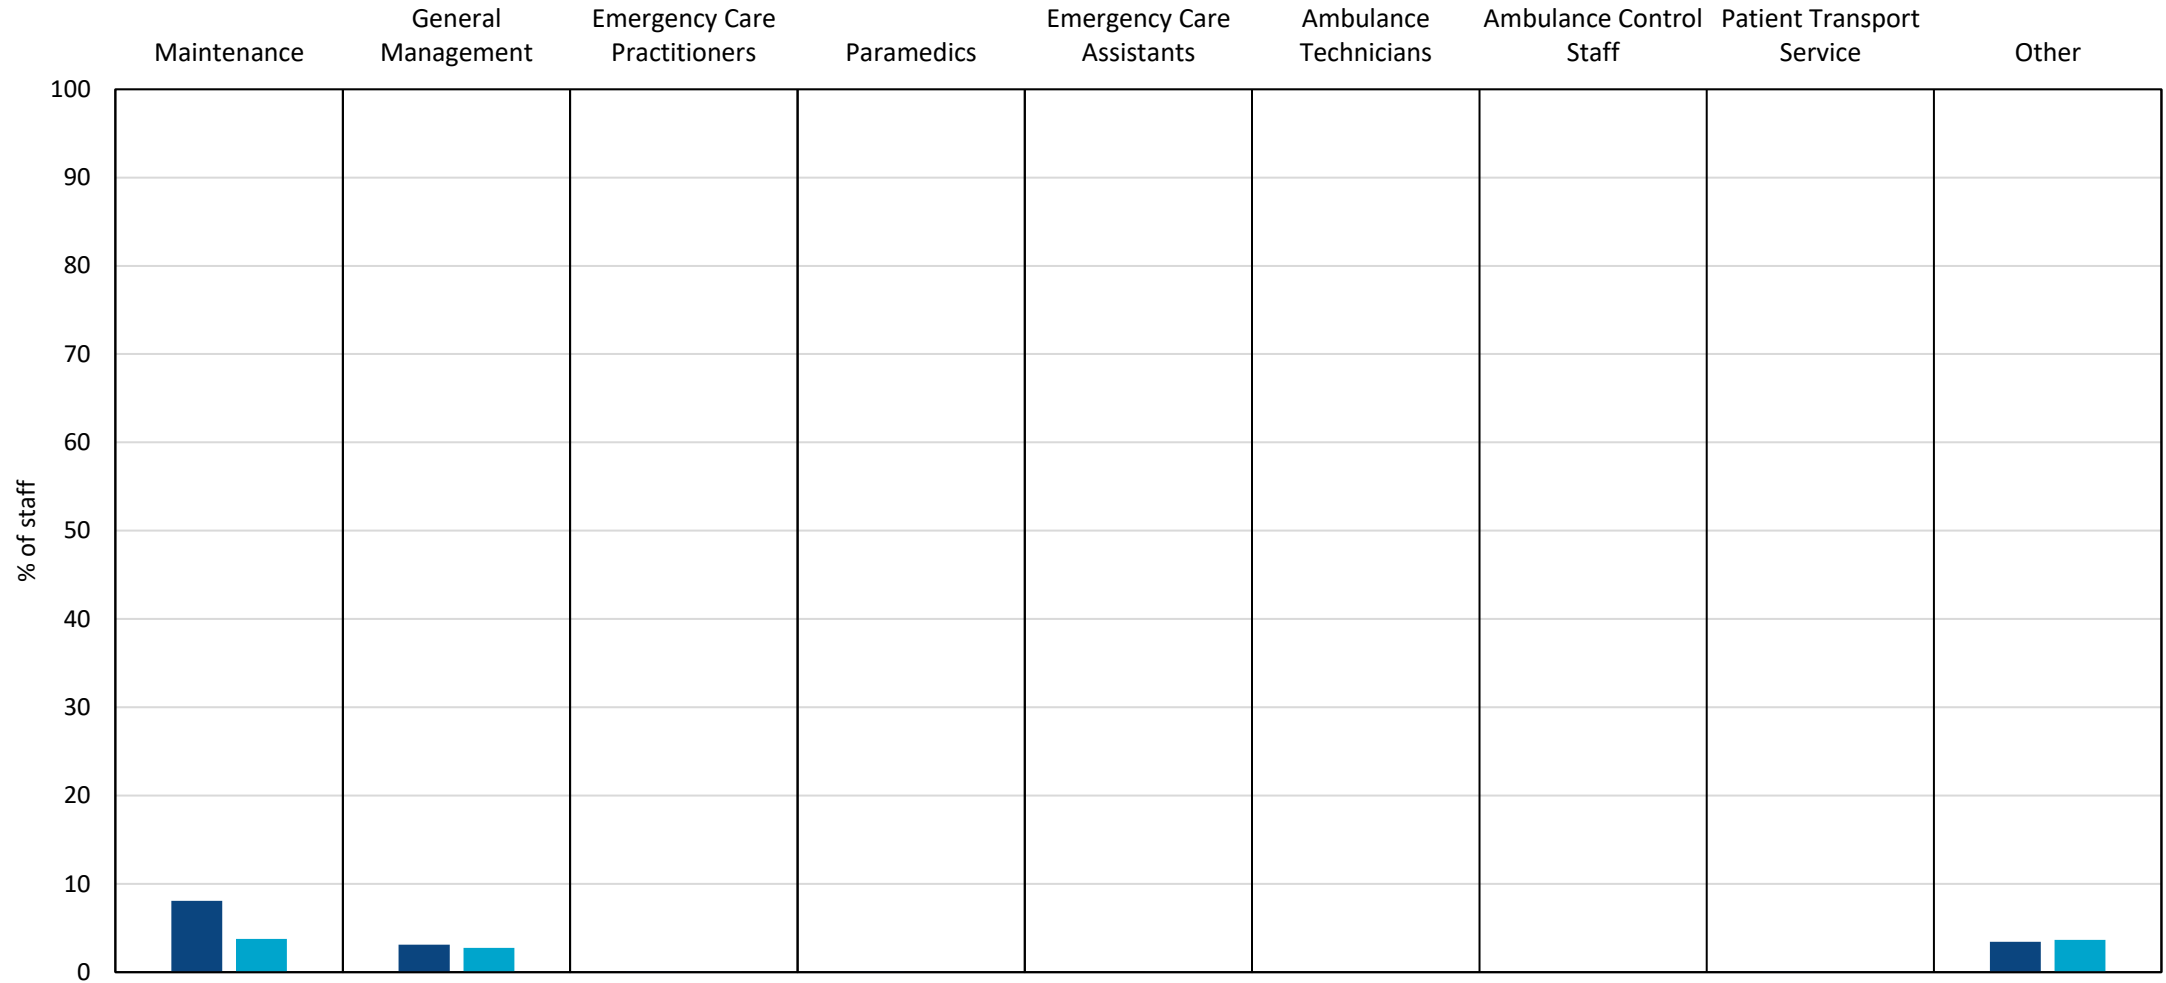 Maintenance
General
Management
Emergency Care
Practitioners
Paramedics
Emergency Care
Assistants
Ambulance
Technicians
Ambulance Control
Staff
Patient Transport
Service
Other
% of staff
100
90
80
70
60
50
40
30
20
10
0